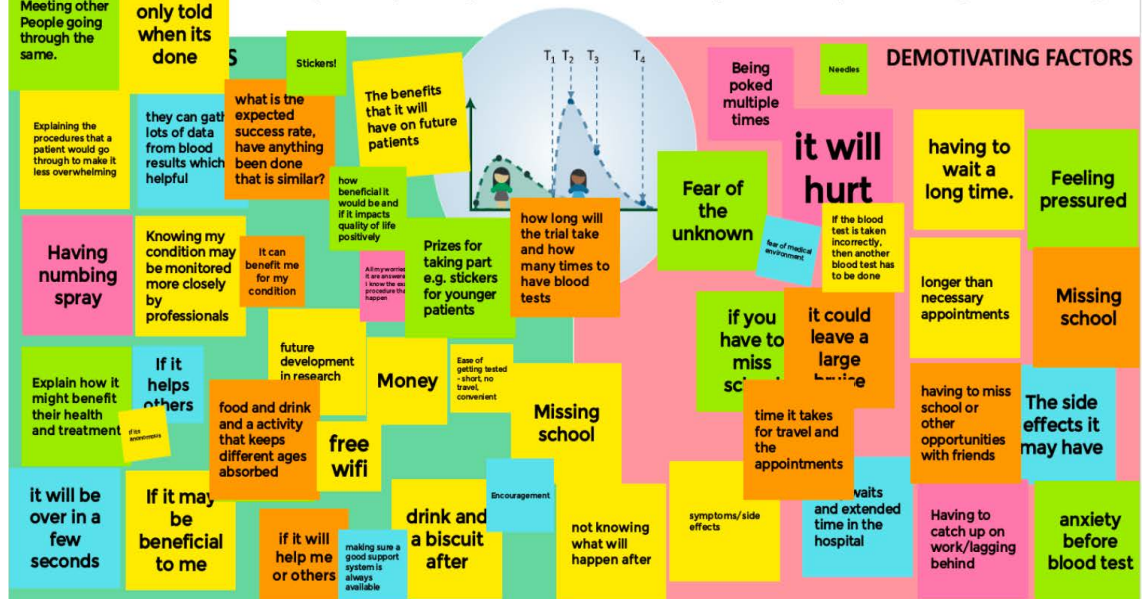 Meeting other
People going
through the
same.
only told
when its
done
S
Stickers!
Explaining the
procedures that a
patient would go
through to make it
less overwhelming
they can gath
lots of data
from blood
results which
helpful
what is the
expected
success rate,
have anything
been done
that is similar?
The benefits
that it will
have on future
patients
how
beneficial it
would be and
if it impacts
quality of life
positively
Having
numbing
spray
Knowing my
condition may
be monitored
more closely
by
professionals
It can
benefit me
for my
condition
All my worries
it are answere
I know the
procedure tha
happen
Prizes for
taking part
e.g. stickers
for younger
patients
how long will
the trial take
and how
many times to
have blood
tests
T1 T2 T3 T4
Explain how it
might benefit
their health
and treatment
If it
helps
others
if its
anonymous
future
development
in research
Money
Ease of
getting tested
- short, no
travel,
convenient
food and drink
and a activity
that keeps
different ages
absorbed
free
wifi
Missing
school
it will be
over in a
few
seconds
If it may
be
beneficial
to me
if it will
help me
or others
making sure a
good support
system is
always
available
drink and
a biscuit
after
Encouragement
not knowing
what will
happen after
DEMOTIVATING FACTORS
Being
poked
multiple
times
Needles
it will
hurt
having to
wait a
long time.
Feeling
pressured
Fear of
the
unknown
fear of medical
environment
If the blood
test is taken
incorrectly,
then another
blood test has
to be done
longer than
necessary
appointments
Missing
school
if you
have to
miss
it could
leave a
large
bruise
time it takes
for travel and
the
appointments
having to miss
school or
other
opportunities
with friends
The side
effects it
may have
symptoms/side
effects
waits
and extended
time in the
hospital
Having to
catch up on
work/lagging
behind
anxiety
before
blood test